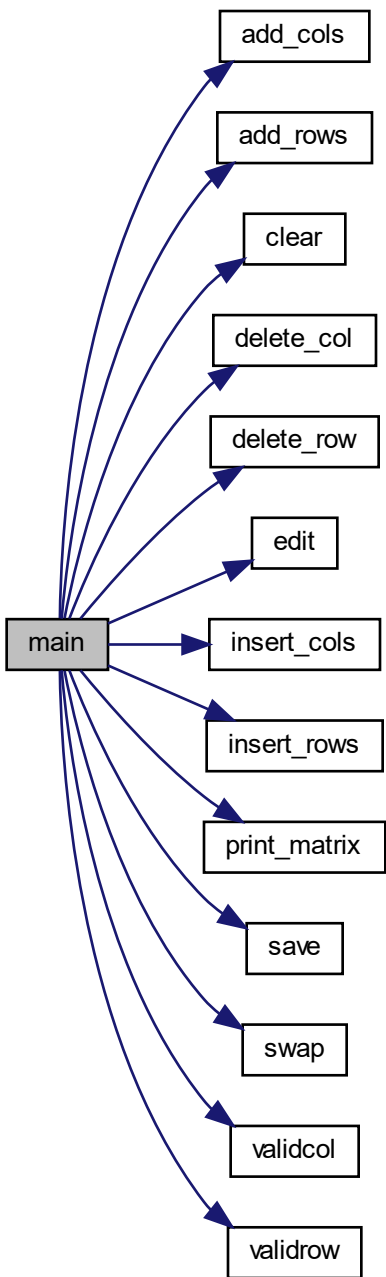 add_cols
add_rows
clear
delete_col
delete_row
edit
main
insert_cols
insert_rows
print_matrix
save
swap
validcol
validrow